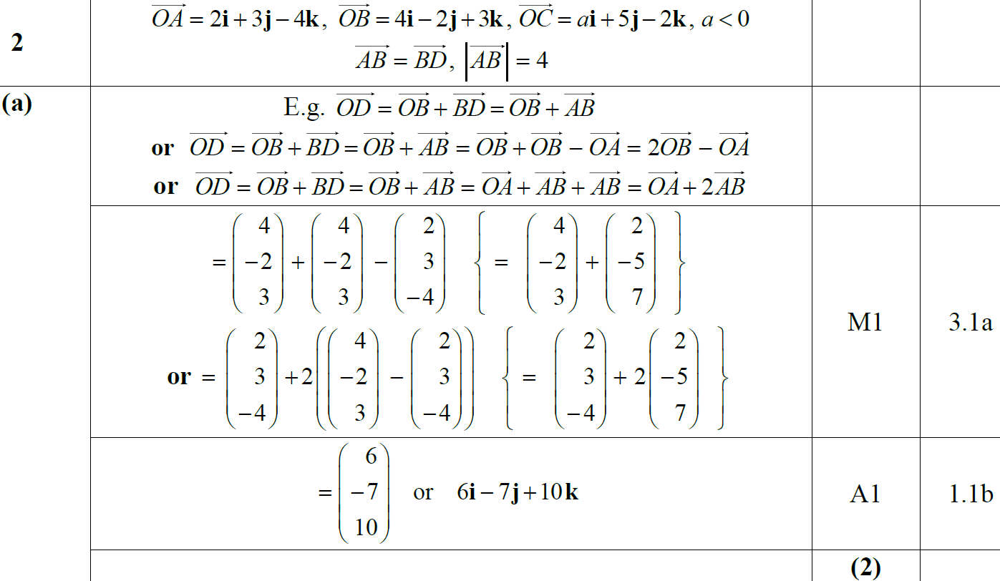 2
$\overrightarrow{OA} = 2\mathbf{i}+3\mathbf{j}-4\mathbf{k},\ \overrightarrow{OB} = 4\mathbf{i}-2\mathbf{j}+3\mathbf{k},\ \overrightarrow{OC} = a\mathbf{i}+5\mathbf{j}-2\mathbf{k},\ a<0$
$\overrightarrow{AB} = \overrightarrow{BD},\ \left|\overrightarrow{AB}\right| = 4$
(a)
E.g. $\overrightarrow{OD} = \overrightarrow{OB}+\overrightarrow{BD} = \overrightarrow{OB}+\overrightarrow{AB}$
or $\overrightarrow{OD} = \overrightarrow{OB}+\overrightarrow{BD} = \overrightarrow{OB}+\overrightarrow{AB} = \overrightarrow{OB}+\overrightarrow{OB}-\overrightarrow{OA} = 2\overrightarrow{OB}-\overrightarrow{OA}$
or $\overrightarrow{OD} = \overrightarrow{OB}+\overrightarrow{BD} = \overrightarrow{OB}+\overrightarrow{AB} = \overrightarrow{OA}+\overrightarrow{AB}+\overrightarrow{AB} = \overrightarrow{OA}+2\overrightarrow{AB}$
$= \begin{pmatrix}4\\-2\\3\end{pmatrix}+\begin{pmatrix}4\\-2\\3\end{pmatrix}-\begin{pmatrix}2\\3\\-4\end{pmatrix} \left\{ = \begin{pmatrix}4\\-2\\3\end{pmatrix}+\begin{pmatrix}2\\-5\\7\end{pmatrix} \right\}$
or $= \begin{pmatrix}2\\3\\-4\end{pmatrix}+2\left(\begin{pmatrix}4\\-2\\3\end{pmatrix}-\begin{pmatrix}2\\3\\-4\end{pmatrix}\right) \left\{ = \begin{pmatrix}2\\3\\-4\end{pmatrix}+2\begin{pmatrix}2\\-5\\7\end{pmatrix} \right\}$
M1 3.1a
$= \begin{pmatrix}6\\-7\\10\end{pmatrix}$ or $6\mathbf{i}-7\mathbf{j}+10\mathbf{k}$
A1 1.1b
(2)